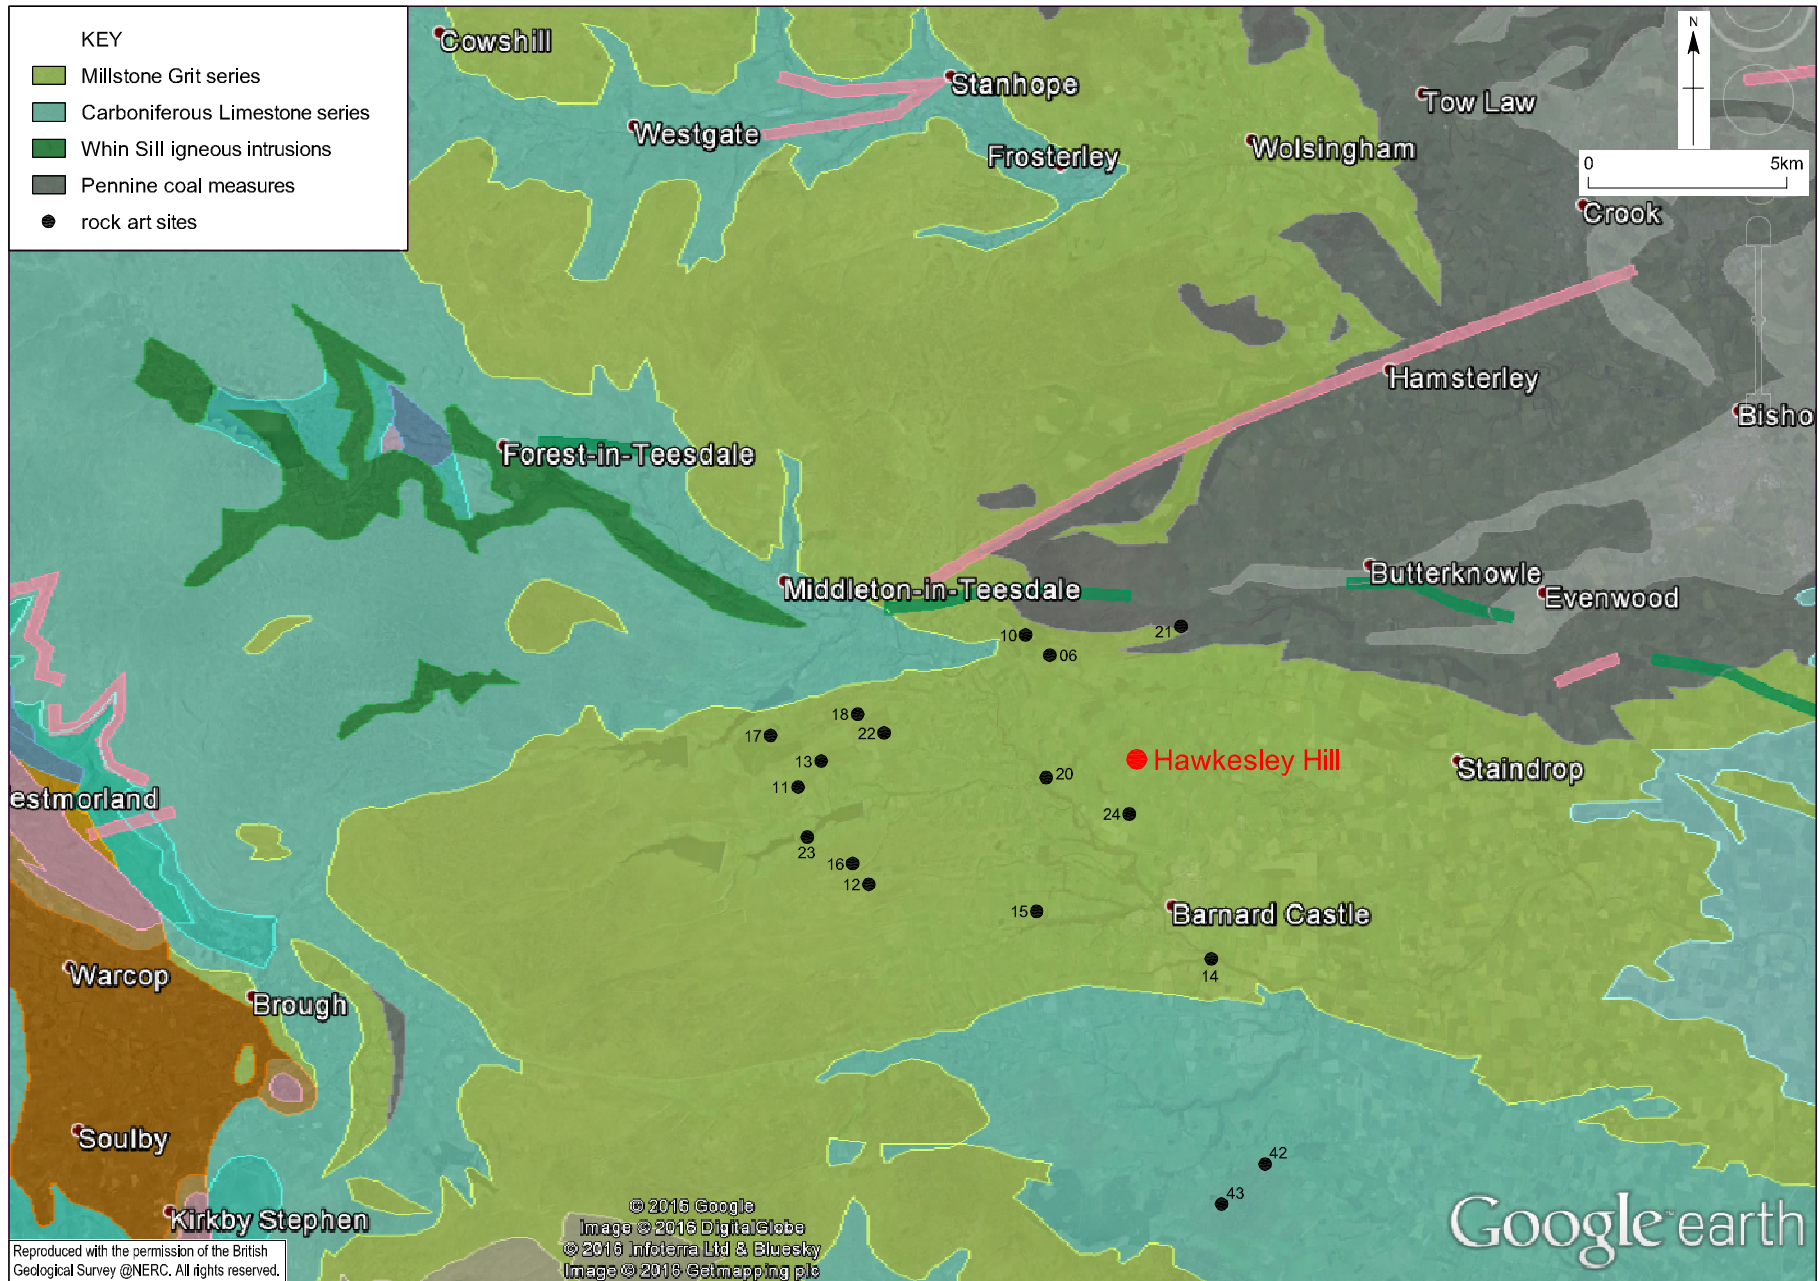 KEY
Millstone Grit series
Carboniferous Limestone series
Whin Sill igneous intrusions
Pennine coal measures
rock art sites
Cowshill
Stanhope
Westgate
Frosterley
Tow Law
Wolsingham
N
0 5km
Crook
Hamsterley
Bisho
Forest-in-Teesdale
Middleton-in-Teesdale
Butterknowle
Evenwood
10
21
06
18
17
22
13
20
Hawkesley Hill
Staindrop
11
estmorland
24
23
16
12
15
Barnard Castle
14
Warcop
Brough
Soulby
42
43
Kirkby Stephen
© 2016 Google
Image © 2016 DigitalGlobe
© 2016 Infoterra Ltd & Bluesky
Image © 2016 Getmapping plc
Google earth
Reproduced with the permission of the British
Geological Survey @NERC. All rights reserved.